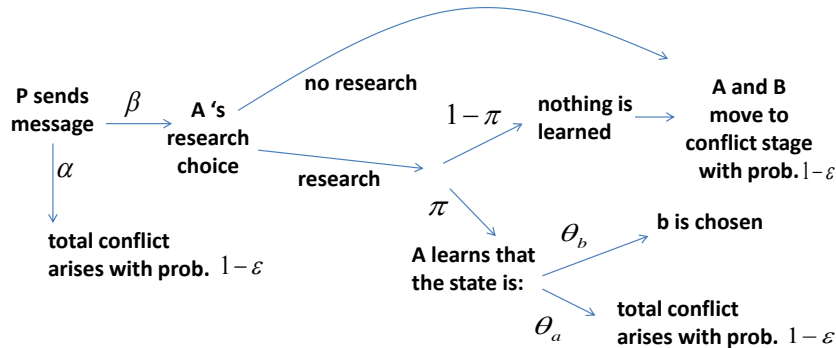 P sends
message
β
A ‘s
research
choice
α
total conflict
arises with prob. 1−ε
no research
research
1−π
π
nothing is
learned
A and B
move to
conflict stage
with prob. 1−ε
A learns that
the state is:
θ_b
b is chosen
θ_a
total conflict
arises with prob. 1−ε